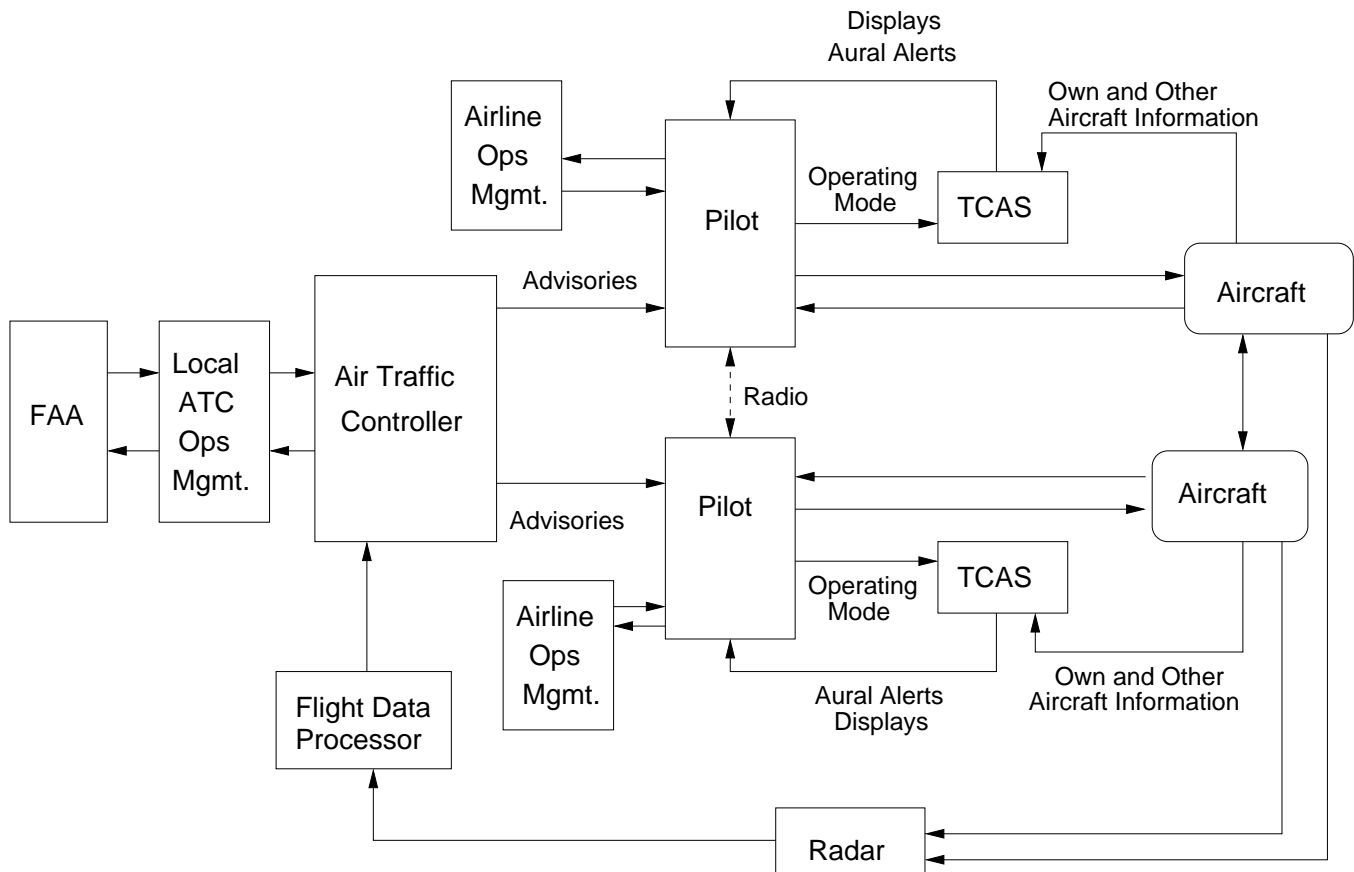 Displays
Aural Alerts
Own and Other
Aircraft Information
Airline
Ops
Mgmt.
Operating
Mode
TCAS
Pilot
Advisories
Aircraft
Local
ATC
Ops
Mgmt.
Air Traffic
Controller
FAA
Radio
Pilot
Aircraft
Advisories
TCAS
Operating
Mode
Airline
Ops
Mgmt.
Own and Other
Aircraft Information
Aural Alerts
Displays
Flight Data
Processor
Radar